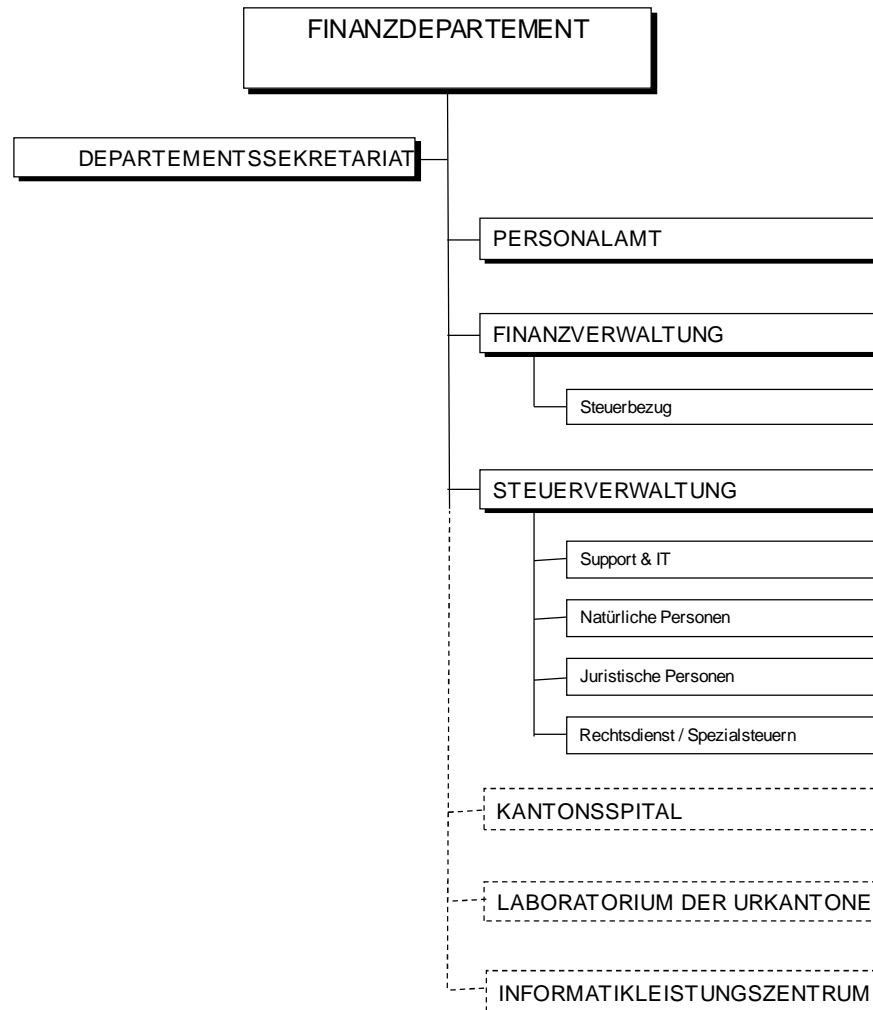 FINANZDEPARTEMENT
DEPARTEMENTSSEKRETARIAT
PERSONALAMT
FINANZVERWALTUNG
Steuerbezug
STEUERVERWALTUNG
Support & IT
Natürliche Personen
Juristische Personen
Rechtsdienst / Spezialsteuern
KANTONSSPITAL
LABORATORIUM DER URKANTONE
INFORMATIKLEISTUNGSZENTRUM